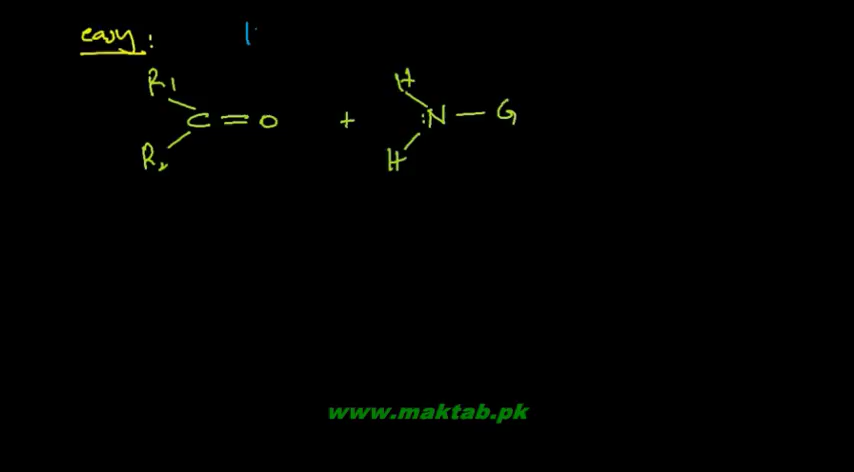 easy:
R1 H
C = O + :N — G
R2 H
www.maktab.pk